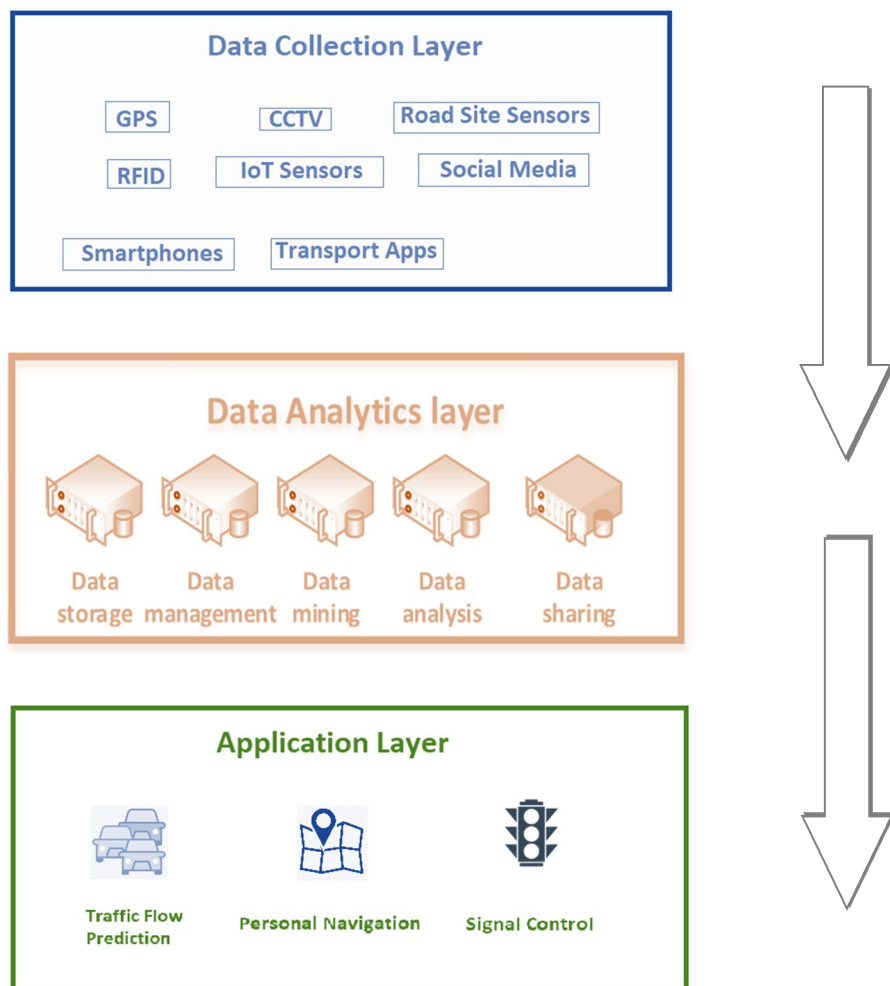 Data Collection Layer
GPS
CCTV
Road Site Sensors
RFID
IoT Sensors
Social Media
Smartphones
Transport Apps
Data Analytics layer
Data
storage
Data
management
Data
mining
Data
analysis
Data
sharing
Application Layer
Traffic Flow
Prediction
Personal Navigation
Signal Control